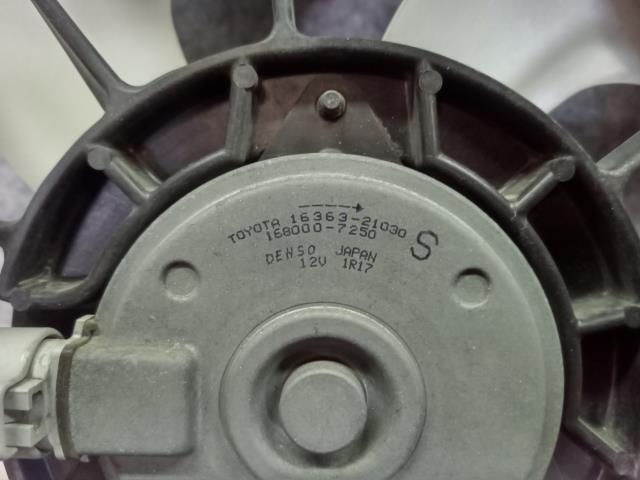 TOYOTA 16363-21030
168000-7250
DENSO JAPAN
12V 1R17
S